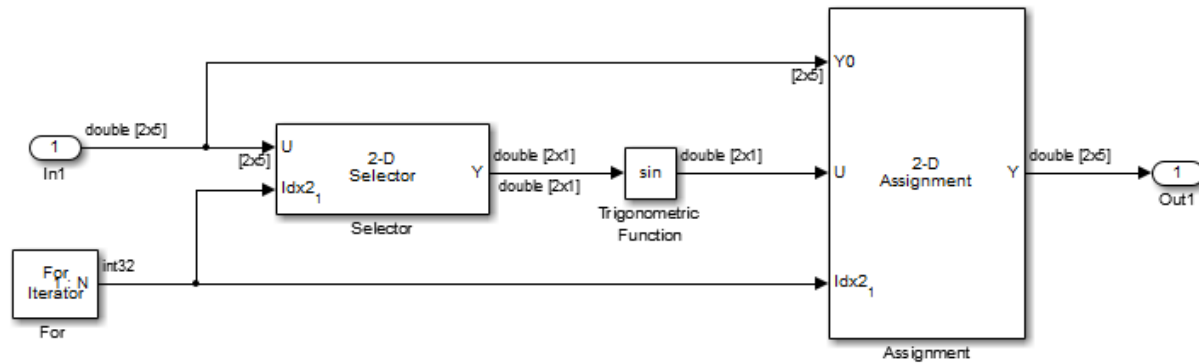 Y0
[2x5]
double [2x5]
1
In1
U
[2x5]
2-D
Selector
Y
Idx2
1
Selector
double [2x1]
double [2x1]
sin
Trigonometric
Function
double [2x1]
U
2-D
Assignment
Y
double [2x5]
1
Out1
For
Iterator
1 : N
int32
For
Idx2
1
Assignment